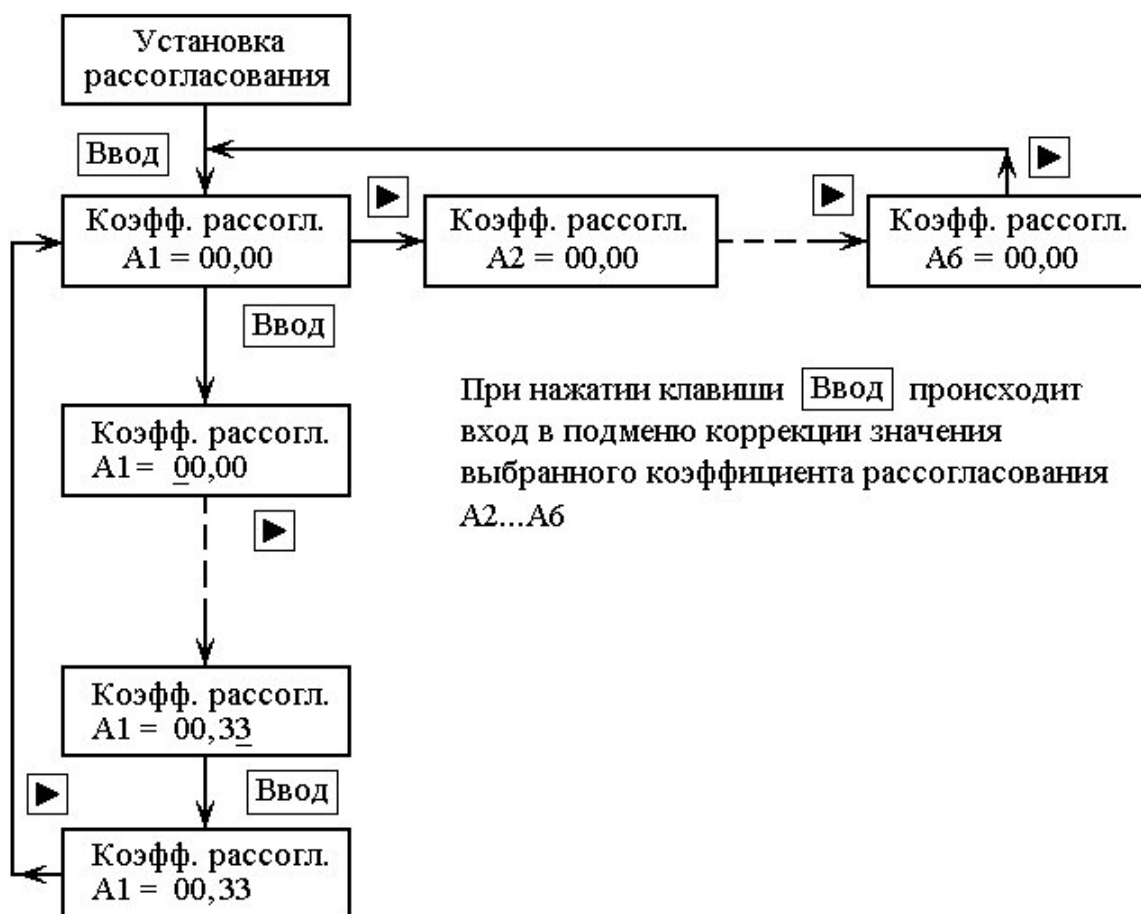 Установка
рассогласования
Ввод
Коэфф. рассогл.
А1 = 00,00
Коэфф. рассогл.
А2 = 00,00
Коэфф. рассогл.
А6 = 00,00
Ввод
При нажатии клавиши Ввод происходит
вход в подменю коррекции значения
выбранного коэффициента рассогласования
А2...А6
Коэфф. рассогл.
А1 = 00,00
Коэфф. рассогл.
А1 = 00,33
Ввод
Коэфф. рассогл.
А1 = 00,33